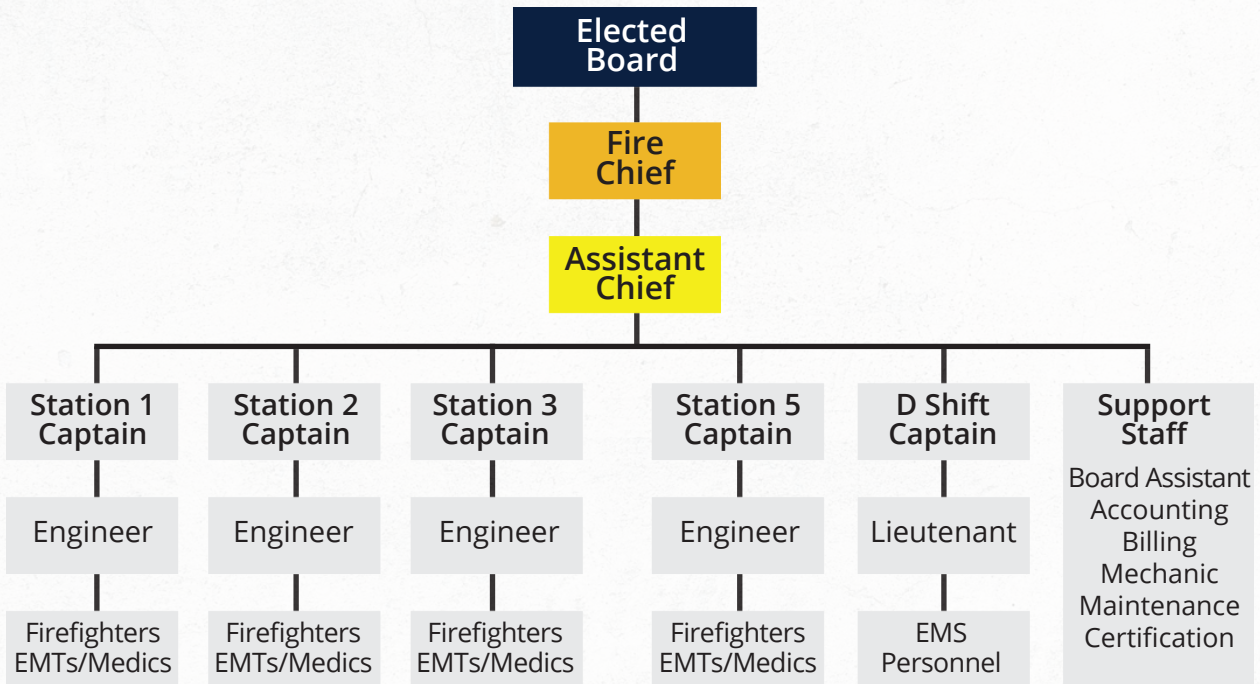 Elected
Board
Fire
Chief
Assistant
Chief
Station 1
Captain
Station 2
Captain
Station 3
Captain
Station 5
Captain
D Shift
Captain
Support
Staff
Board Assistant
Accounting
Billing
Mechanic
Maintenance
Certification
Engineer
Engineer
Engineer
Engineer
Lieutenant
Firefighters
EMTs/Medics
Firefighters
EMTs/Medics
Firefighters
EMTs/Medics
Firefighters
EMTs/Medics
EMS
Personnel